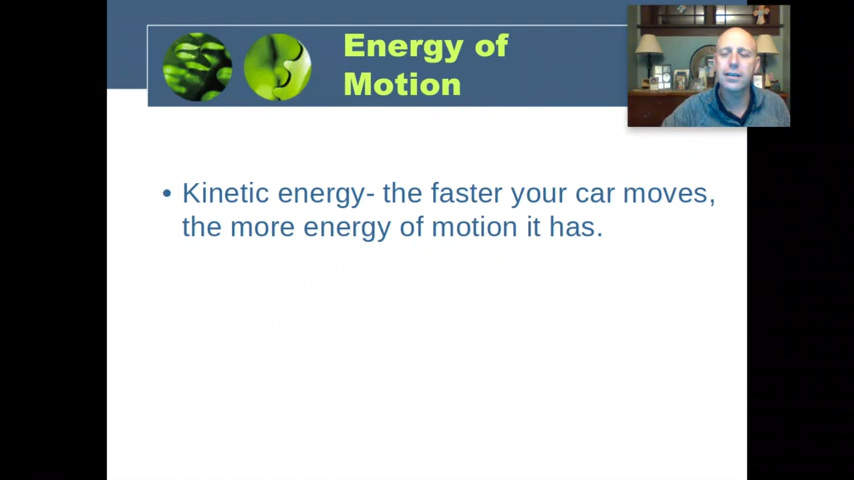 Energy of
Motion
• Kinetic energy- the faster your car moves,
the more energy of motion it has.